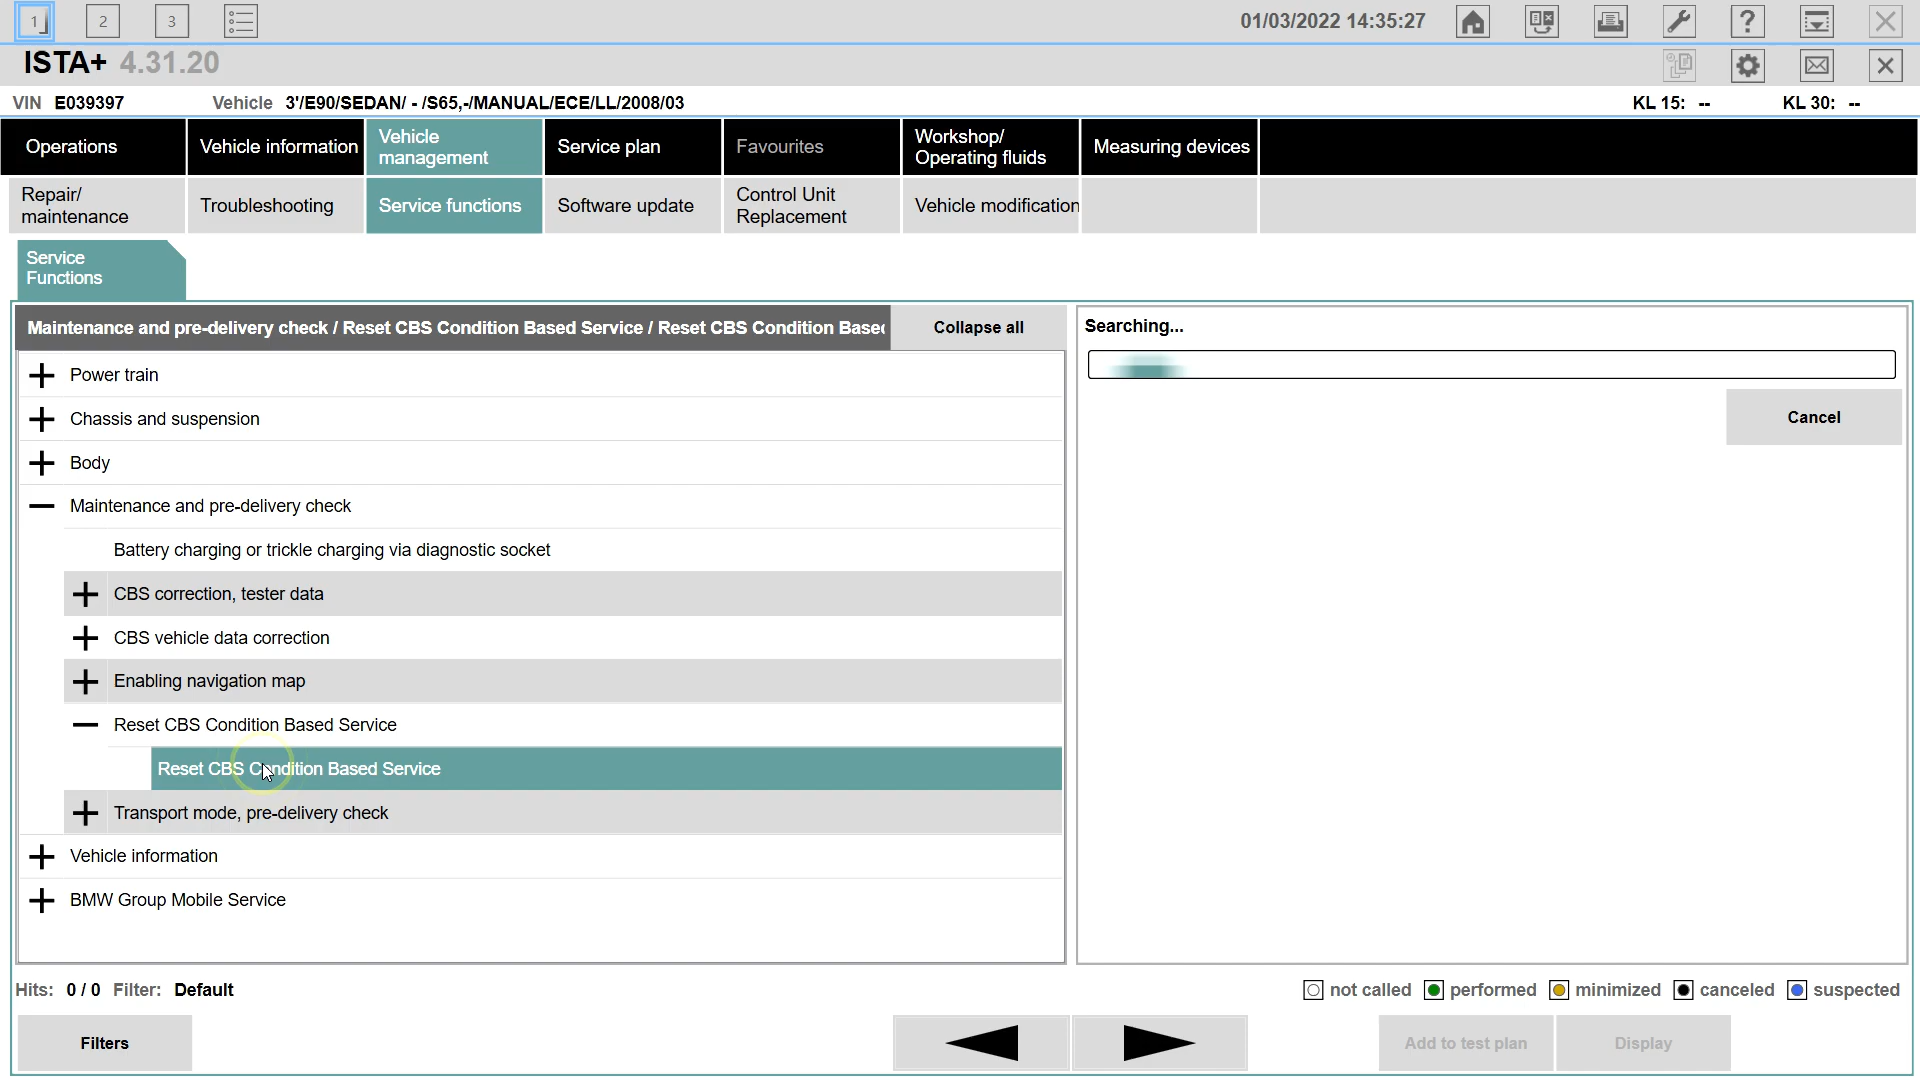 1 2 3 01/03/2022 14:35:27 ?
ISTA+ 4.31.20
VIN E039397 Vehicle 3'/E90/SEDAN/ - /S65,-/MANUAL/ECE/LL/2008/03 KL 15: -- KL 30: --
Operations
Vehicle information
Vehicle
management
Service plan
Favourites
Workshop/
Operating fluids
Measuring devices
Repair/
maintenance
Troubleshooting
Service functions
Software update
Control Unit
Replacement
Vehicle modification
Service
Functions
Maintenance and pre-delivery check / Reset CBS Condition Based Service / Reset CBS Condition Based
Collapse all
Power train
Chassis and suspension
Body
Maintenance and pre-delivery check
Battery charging or trickle charging via diagnostic socket
CBS correction, tester data
CBS vehicle data correction
Enabling navigation map
Reset CBS Condition Based Service
Reset CBS Condition Based Service
Transport mode, pre-delivery check
Vehicle information
BMW Group Mobile Service
Searching...
Cancel
Hits: 0 / 0 Filter: Default
not called performed minimized canceled suspected
Filters
Add to test plan
Display